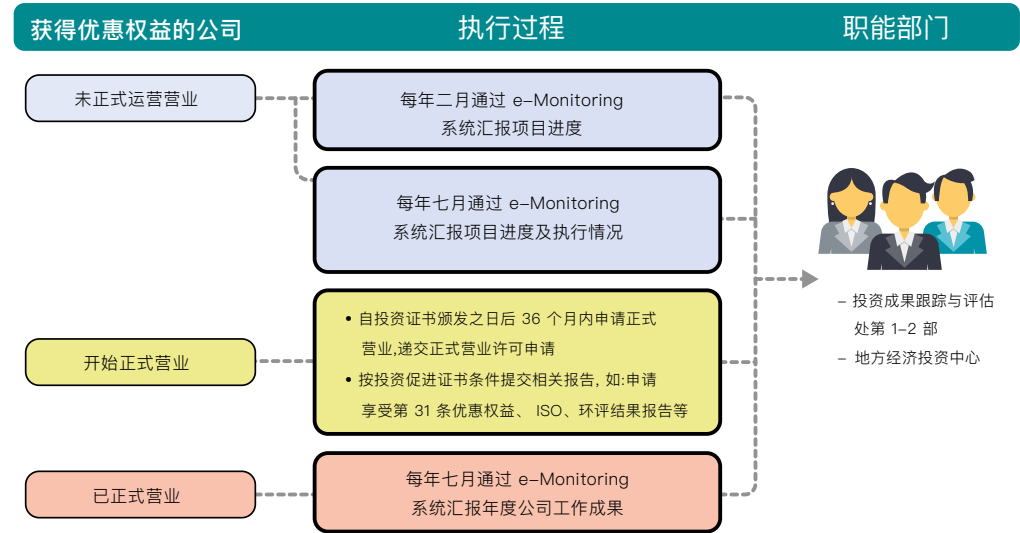 获得优惠权益的公司
执行过程
职能部门
未正式运营营业
每年二月通过 e-Monitoring
系统汇报项目进度
每年七月通过 e-Monitoring
系统汇报项目进度及执行情况
开始正式营业
• 自投资证书颁发之日后 36 个月内申请正式
营业,递交正式营业许可申请
• 按投资促进证书条件提交相关报告, 如:申请
享受第 31 条优惠权益、 ISO、环评结果报告等
已正式营业
每年七月通过 e-Monitoring
系统汇报年度公司工作成果
– 投资成果跟踪与评估
处第 1-2 部
– 地方经济投资中心